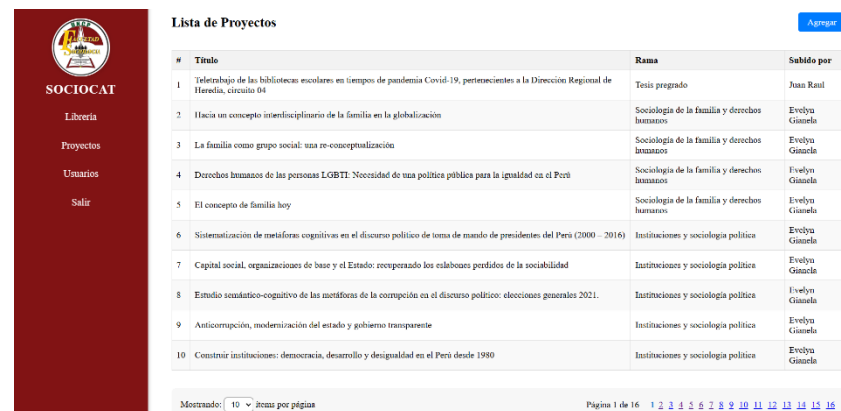 Lista de Proyectos
Agregar
FACULTAD
SOCIOCAT
Librería
Proyectos
Usuarios
Salir
# Título Rama Subido por
1 Teletrabajo de las bibliotecas escolares en tiempos de pandemia Covid-19, pertenecientes a la Dirección Regional de
Heredia, circuito 04 Tesis pregrado Juan Raul
2 Hacia un concepto interdisciplinario de la familia en la globalización Sociología de la familia y derechos
humanos Evelyn
Gianela
3 La familia como grupo social: una re-conceptualización Sociología de la familia y derechos
humanos Evelyn
Gianela
4 Derechos humanos de las personas LGBTI: Necesidad de una política pública para la igualdad en el Perú Sociología de la familia y derechos
humanos Evelyn
Gianela
5 El concepto de familia hoy Sociología de la familia y derechos
humanos Evelyn
Gianela
6 Sistematización de metáforas cognitivas en el discurso político de toma de mando de presidentes del Perú (2000 – 2016) Instituciones y sociología política Evelyn
Gianela
7 Capital social, organizaciones de base y el Estado: recuperando los eslabones perdidos de la sociabilidad Instituciones y sociología política Evelyn
Gianela
8 Estudio semántico-cognitivo de las metáforas de la corrupción en el discurso político: elecciones generales 2021. Instituciones y sociología política Evelyn
Gianela
9 Anticorrupción, modernización del estado y gobierno transparente Instituciones y sociología política Evelyn
Gianela
10 Construir instituciones: democracia, desarrollo y desigualdad en el Perú desde 1980 Instituciones y sociología política Evelyn
Gianela
Mostrando: 10 items por página Página 1 de 16 1 2 3 4 5 6 7 8 9 10 11 12 13 14 15 16